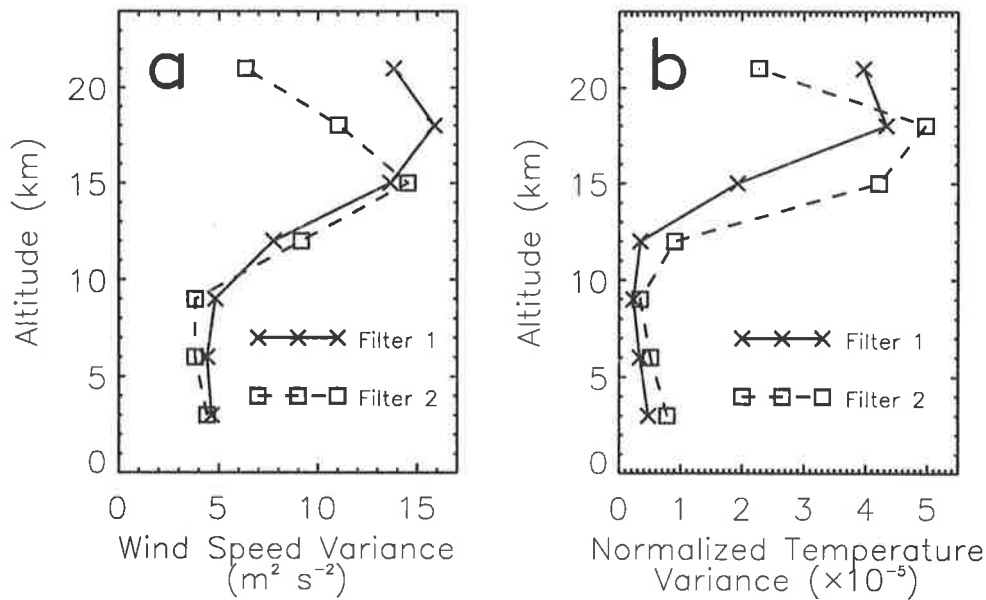 a
20
15
10
5
0
Altitude (km)
Filter 1
Filter 2
0 5 10 15
Wind Speed Variance
(m² s⁻²)
b
20
15
10
5
0
Altitude (km)
Filter 1
Filter 2
0 1 2 3 4 5
Normalized Temperature
Variance (×10⁻⁵)